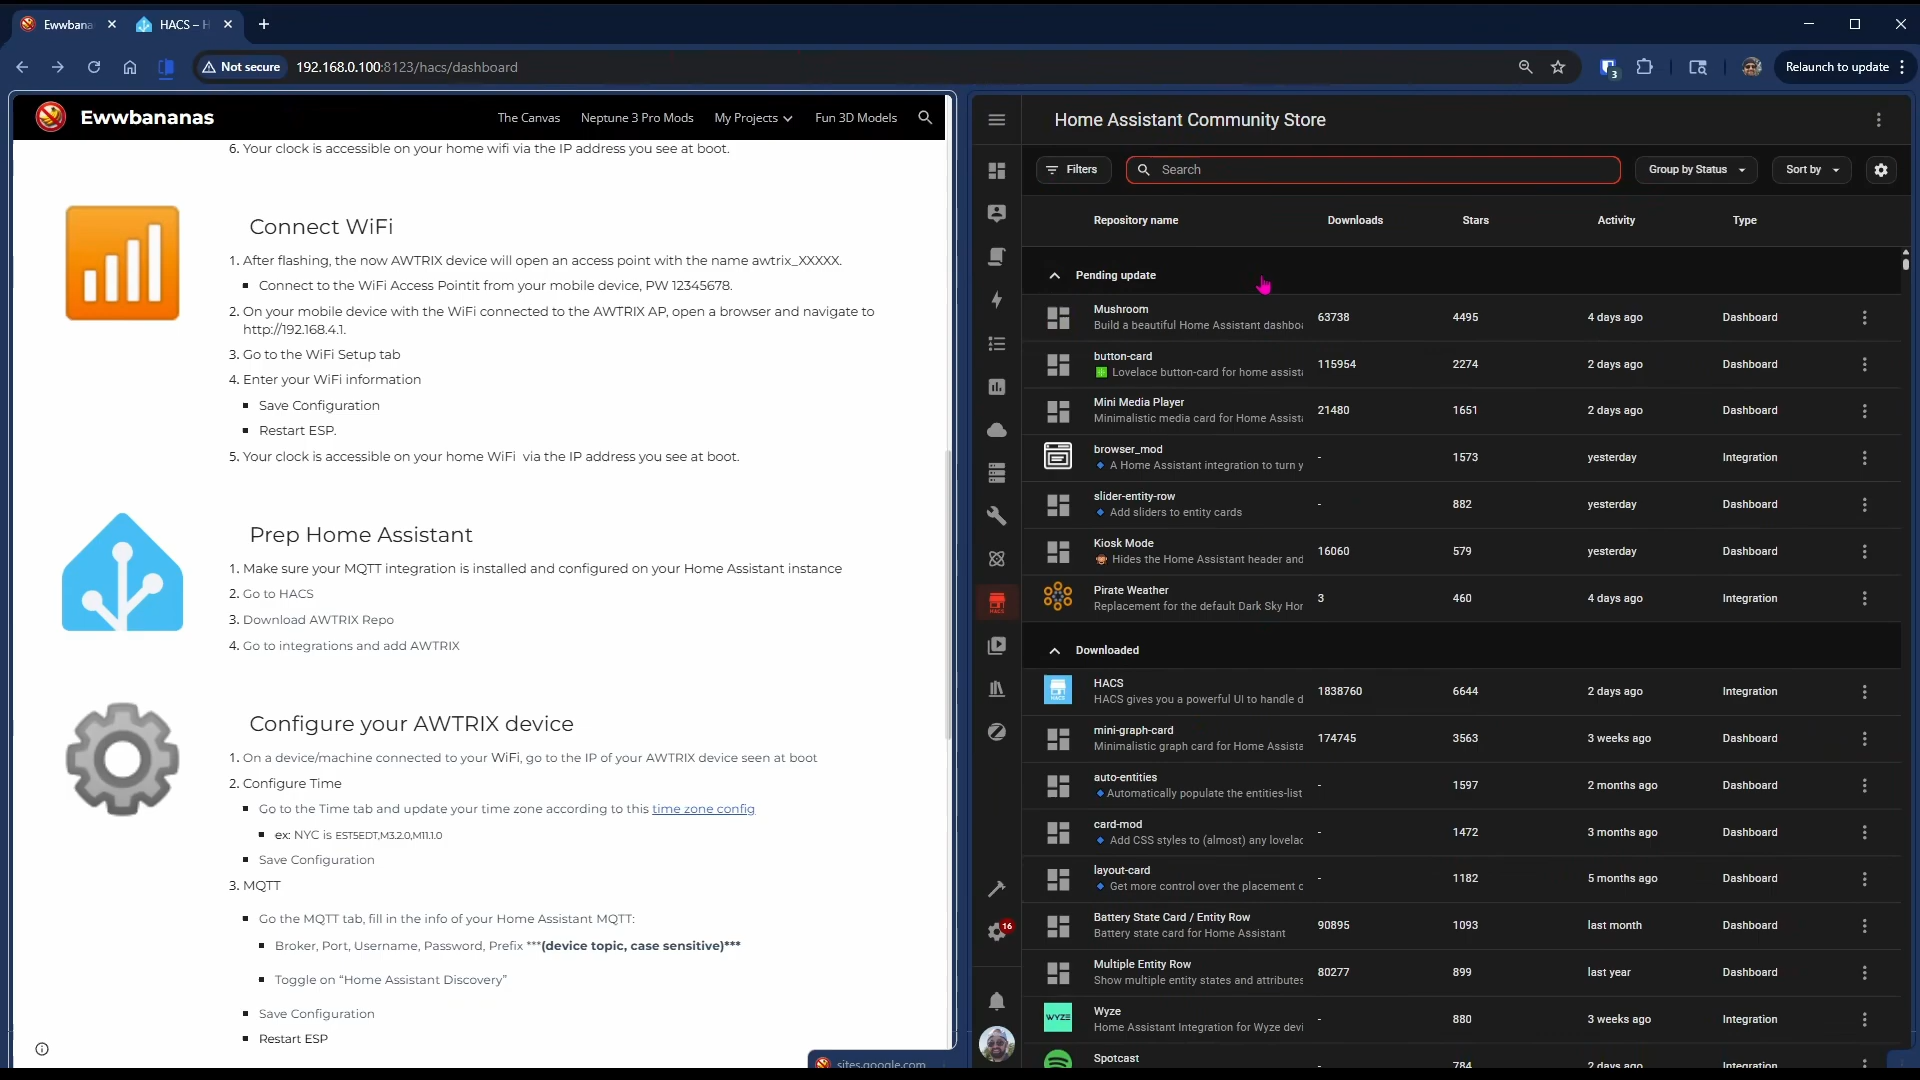 Ewwbana
HACS – H
Not secure
192.168.0.100:8123/hacs/dashboard
3
Relaunch to update
Ewwbananas
The Canvas
Neptune 3 Pro Mods
My Projects
Fun 3D Models
6. Your clock is accessible on your home wifi via the IP address you see at boot.
Connect WiFi
1. After flashing, the now AWTRIX device will open an access point with the name awtrix_XXXXX.
Connect to the WiFi Access Pointit from your mobile device, PW 12345678.
2. On your mobile device with the WiFi connected to the AWTRIX AP, open a browser and navigate to
http://192.168.4.1.
3. Go to the WiFi Setup tab
4. Enter your WiFi information
Save Configuration
Restart ESP.
5. Your clock is accessible on your home WiFi via the IP address you see at boot.
Prep Home Assistant
1. Make sure your MQTT integration is installed and configured on your Home Assistant instance
2. Go to HACS
3. Download AWTRIX Repo
4. Go to integrations and add AWTRIX
Configure your AWTRIX device
1. On a device/machine connected to your WiFi, go to the IP of your AWTRIX device seen at boot
2. Configure Time
Go to the Time tab and update your time zone according to this time zone config
ex: NYC is EST5EDT,M3.2.0,M11.1.0
Save Configuration
3. MQTT
Go the MQTT tab, fill in the info of your Home Assistant MQTT:
Broker, Port, Username, Password, Prefix ***(device topic, case sensitive)***
Toggle on “Home Assistant Discovery”
Save Configuration
Restart ESP
sites.google.com
Home Assistant Community Store
Filters
Search
Group by Status
Sort by
Repository name Downloads Stars Activity Type
Pending update
Mushroom
Build a beautiful Home Assistant dashboa
63738 4495 4 days ago Dashboard
button-card
Lovelace button-card for home assista
115954 2274 2 days ago Dashboard
Mini Media Player
Minimalistic media card for Home Assista
21480 1651 2 days ago Dashboard
browser_mod
A Home Assistant integration to turn y
- 1573 yesterday Integration
slider-entity-row
Add sliders to entity cards
- 882 yesterday Dashboard
Kiosk Mode
Hides the Home Assistant header and
16060 579 yesterday Dashboard
Pirate Weather
Replacement for the default Dark Sky Hor
3 460 4 days ago Integration
Downloaded
HACS
HACS
HACS gives you a powerful UI to handle d
1838760 6644 2 days ago Integration
mini-graph-card
Minimalistic graph card for Home Assista
174745 3563 3 weeks ago Dashboard
auto-entities
Automatically populate the entities-list
- 1597 2 months ago Dashboard
card-mod
Add CSS styles to (almost) any lovelac
- 1472 3 months ago Dashboard
layout-card
Get more control over the placement o
- 1182 5 months ago Dashboard
Battery State Card / Entity Row
Battery state card for Home Assistant
90895 1093 last month Dashboard
16
Multiple Entity Row
Show multiple entity states and attributes
80277 899 last year Dashboard
WYZE
Wyze
Home Assistant Integration for Wyze devi
- 880 3 weeks ago Integration
Spotcast
784 2 days ago Integration